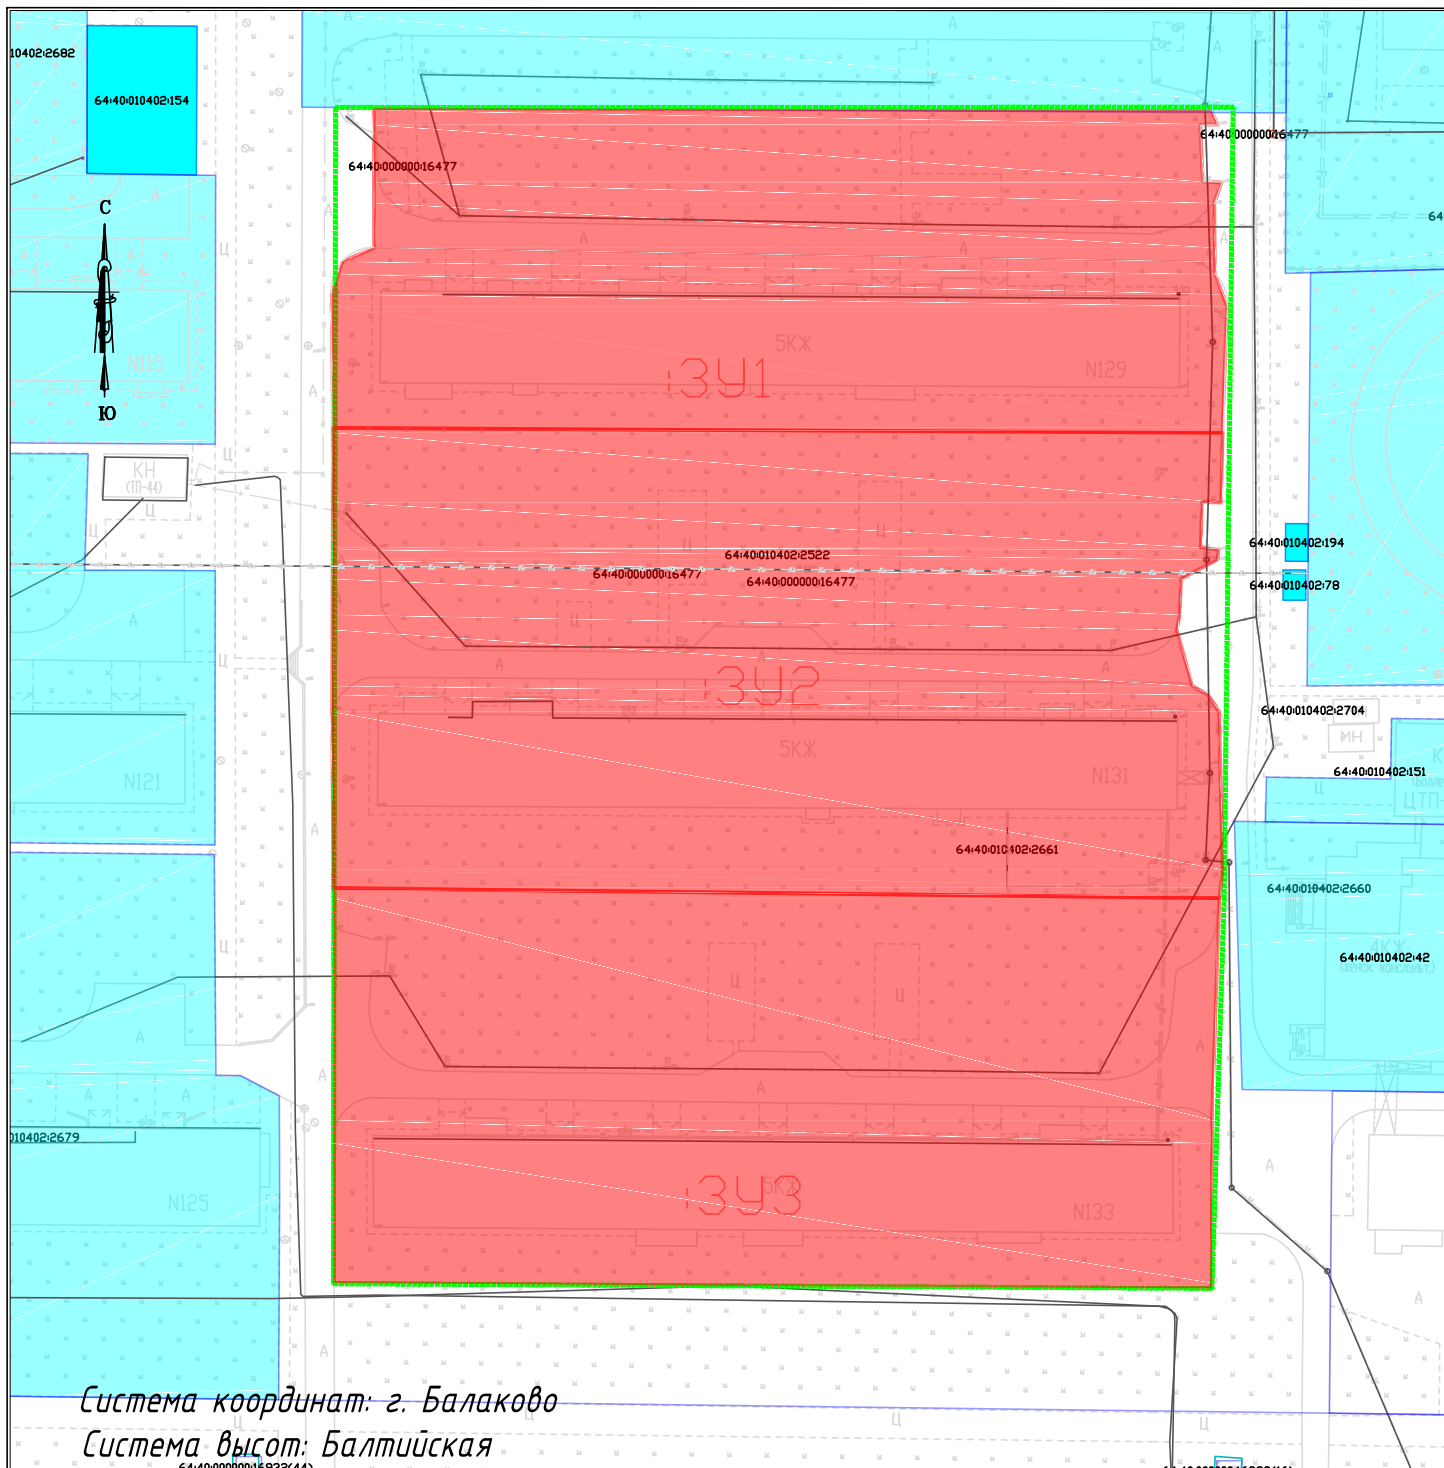 10402:2682
64:40:010402:154
64:40:000000:16477
64:40:000000:16477
С
Ю
5КЖ
N129
N115
:ЗУ1
КН
(ТП-44)
64:40:010402:2522
64:40:000000:16477
64:40:000000:16477
64:40:010402:194
64:40:010402:78
:ЗУ2
64:40:010402:2704
5КЖ
N131
N121
МН
64:40:010402:151
ЦТП-
64:40:010402:2661
64:40:010402:2660
4КЖ
64:40:010402:42
010402:2679
:ЗУ3
5КЖ
N125
N133
Система координат: г. Балаково
Система высот: Балтийская